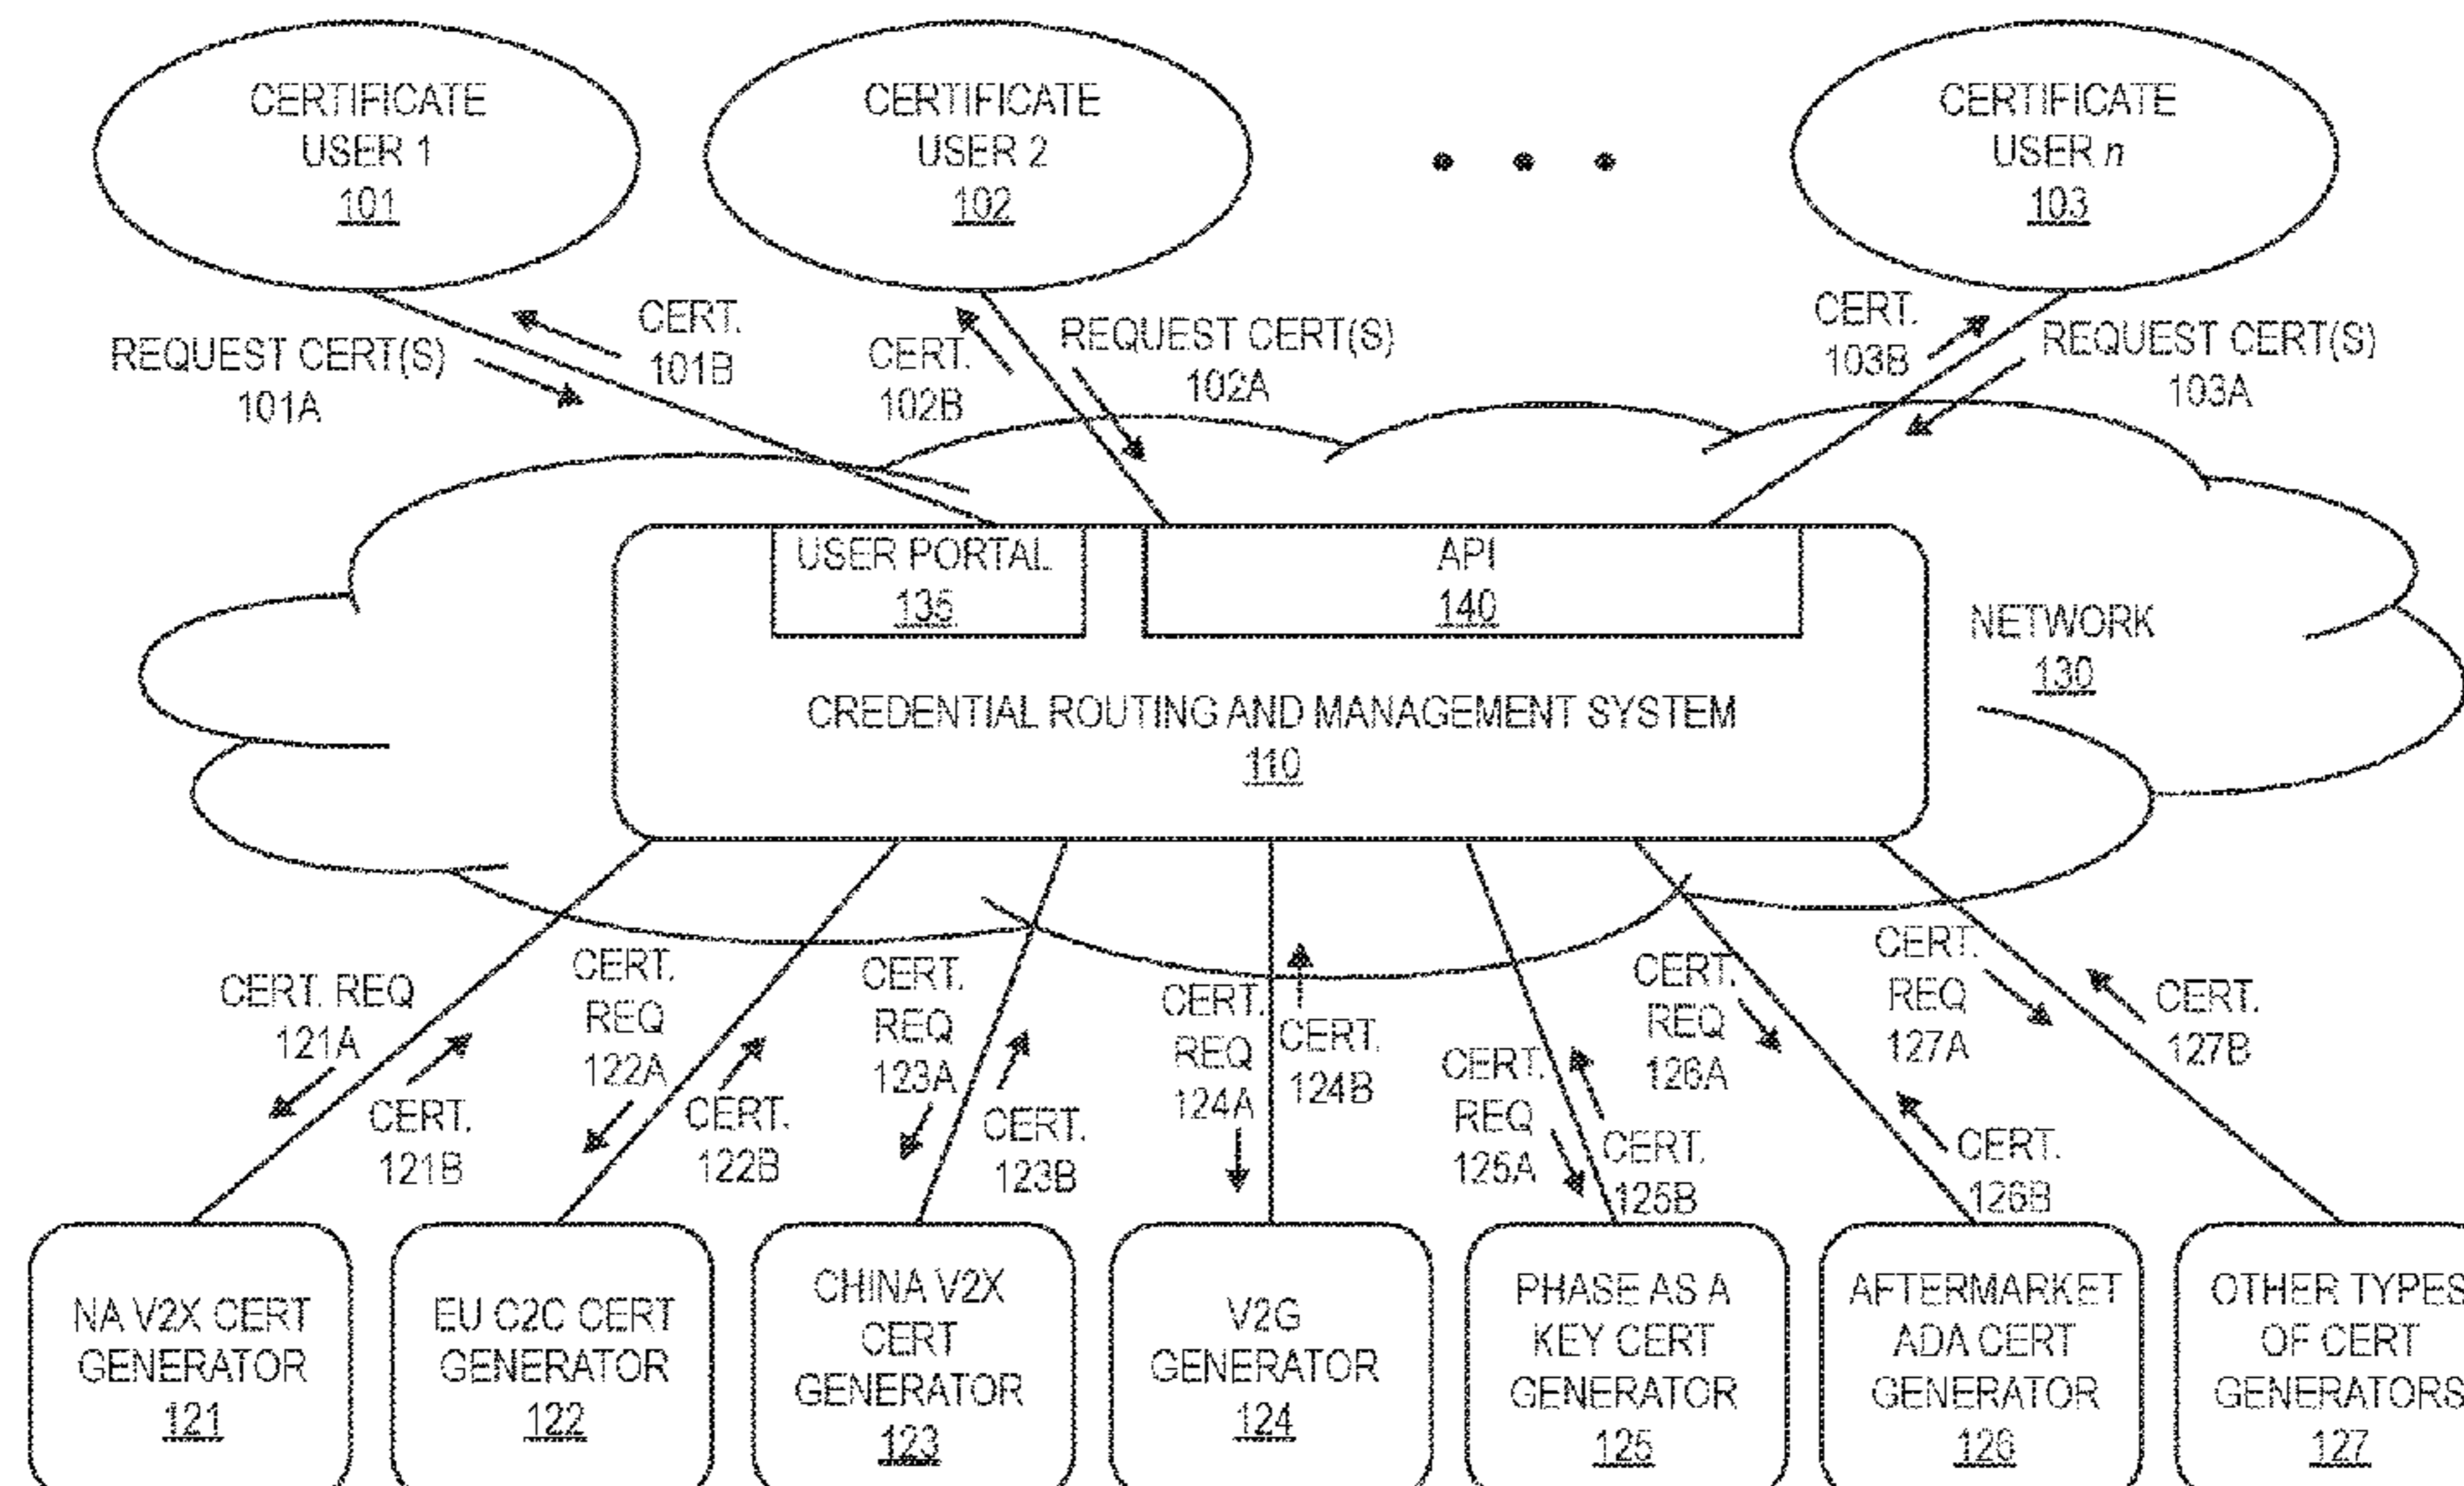 CERTIFICATE
USER 1
101
CERTIFICATE
USER 2
102
CERTIFICATE
USER n
103
REQUEST CERT(S)
101A
CERT.
101B
CERT.
102B
REQUEST CERT(S)
102A
CERT.
103B
REQUEST CERT(S)
103A
USER PORTAL
135
API
140
NETWORK
130
CREDENTIAL ROUTING AND MANAGEMENT SYSTEM
110
CERT. REQ
121A
CERT.
121B
CERT.
REQ
122A
CERT.
122B
CERT.
REQ
123A
CERT.
123B
CERT.
REQ
124A
CERT.
124B
CERT.
REQ
125A
CERT.
125B
CERT.
REQ
126A
CERT.
126B
CERT.
REQ
127A
CERT.
127B
NA V2X CERT
GENERATOR
121
EU C2C CERT
GENERATOR
122
CHINA V2X
CERT
GENERATOR
123
V2G
GENERATOR
124
PHASE AS A
KEY CERT
GENERATOR
125
AFTERMARKET
ADA CERT
GENERATOR
126
OTHER TYPES
OF CERT
GENERATORS
127